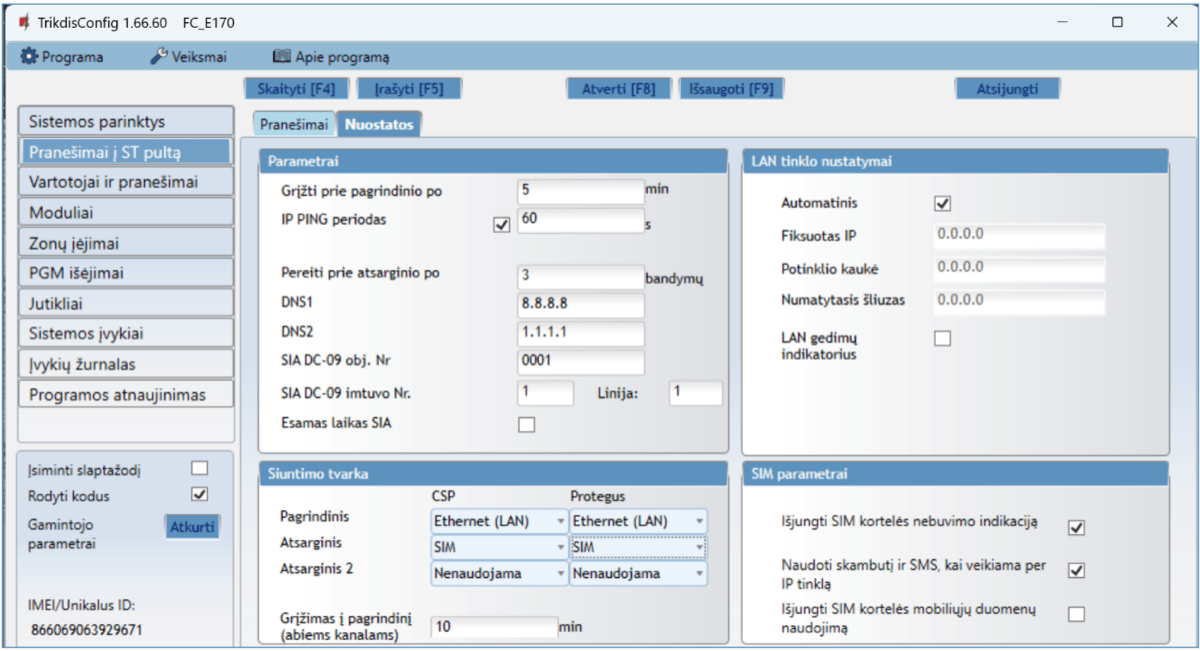 TrikdisConfig 1.66.60 FC_E170
Programa Veiksmai Apie programą
Skaityti [F4] Įrašyti [F5] Atverti [F8] Išsaugoti [F9] Atsijungti
Sistemos parinktys
Pranešimai į ST pultą
Vartotojai ir pranešimai
Moduliai
Zonų įėjimai
PGM išėjimai
Jutikliai
Sistemos įvykiai
Įvykių žurnalas
Programos atnaujinimas
Įsiminti slaptažodį
Rodyti kodus
Gamintojo
parametrai
Atkurti
IMEI/Unikalus ID:
866069063929671
Pranešimai Nuostatos
Parametrai
Grįžti prie pagrindinio po 5 min
IP PING periodas 60 s
Pereiti prie atsarginio po 3 bandymų
DNS1 8.8.8.8
DNS2 1.1.1.1
SIA DC-09 obj. Nr 0001
SIA DC-09 imtuvo Nr. 1 Linija: 1
Esamas laikas SIA
LAN tinklo nustatymai
Automatinis
Fiksuotas IP 0.0.0.0
Potinklio kaukė 0.0.0.0
Numatytasis šliuzas 0.0.0.0
LAN gedimų
indikatorius
Siuntimo tvarka
CSP Protegus
Pagrindinis Ethernet (LAN) Ethernet (LAN)
Atsarginis SIM SIM
Atsarginis 2 Nenaudojama Nenaudojama
Grįžimas į pagrindinį
(abiems kanalams) 10 min
SIM parametrai
Išjungti SIM kortelės nebuvimo indikaciją
Naudoti skambutį ir SMS, kai veikiama per
IP tinklą
Išjungti SIM kortelės mobiliųjų duomenų
naudojimą